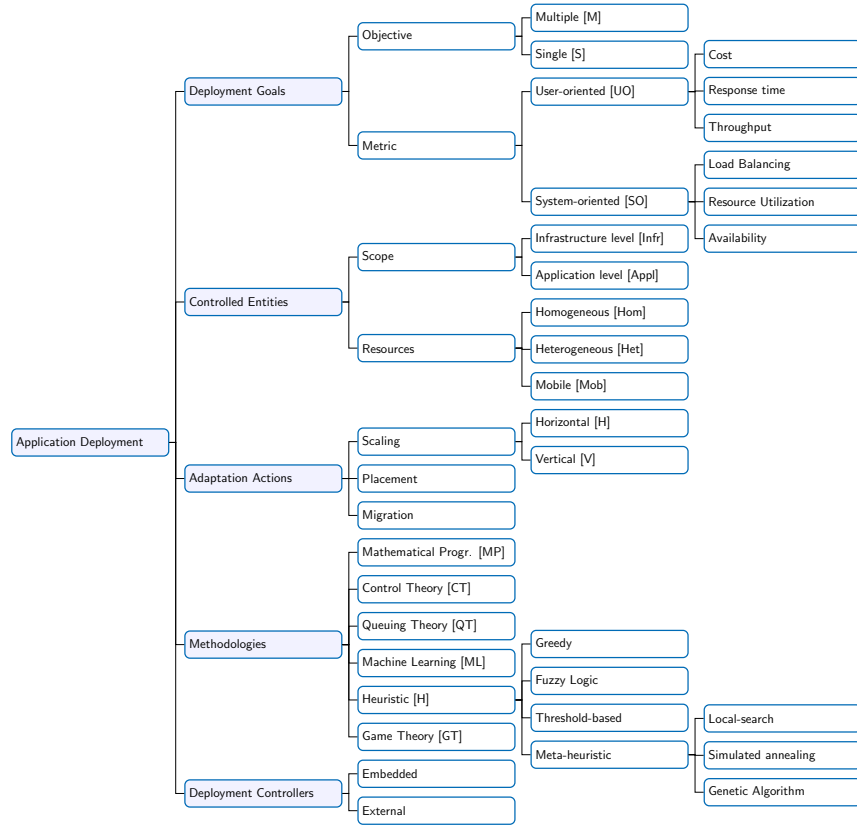 Application Deployment
Deployment Goals
Objective
Multiple [M]
Single [S]
Metric
User-oriented [UO]
Cost
Response time
Throughput
System-oriented [SO]
Load Balancing
Resource Utilization
Availability
Controlled Entities
Scope
Infrastructure level [Infr]
Application level [Appl]
Resources
Homogeneous [Hom]
Heterogeneous [Het]
Mobile [Mob]
Adaptation Actions
Scaling
Horizontal [H]
Vertical [V]
Placement
Migration
Methodologies
Mathematical Progr. [MP]
Control Theory [CT]
Queuing Theory [QT]
Machine Learning [ML]
Heuristic [H]
Greedy
Fuzzy Logic
Threshold-based
Meta-heuristic
Local-search
Simulated annealing
Genetic Algorithm
Game Theory [GT]
Deployment Controllers
Embedded
External